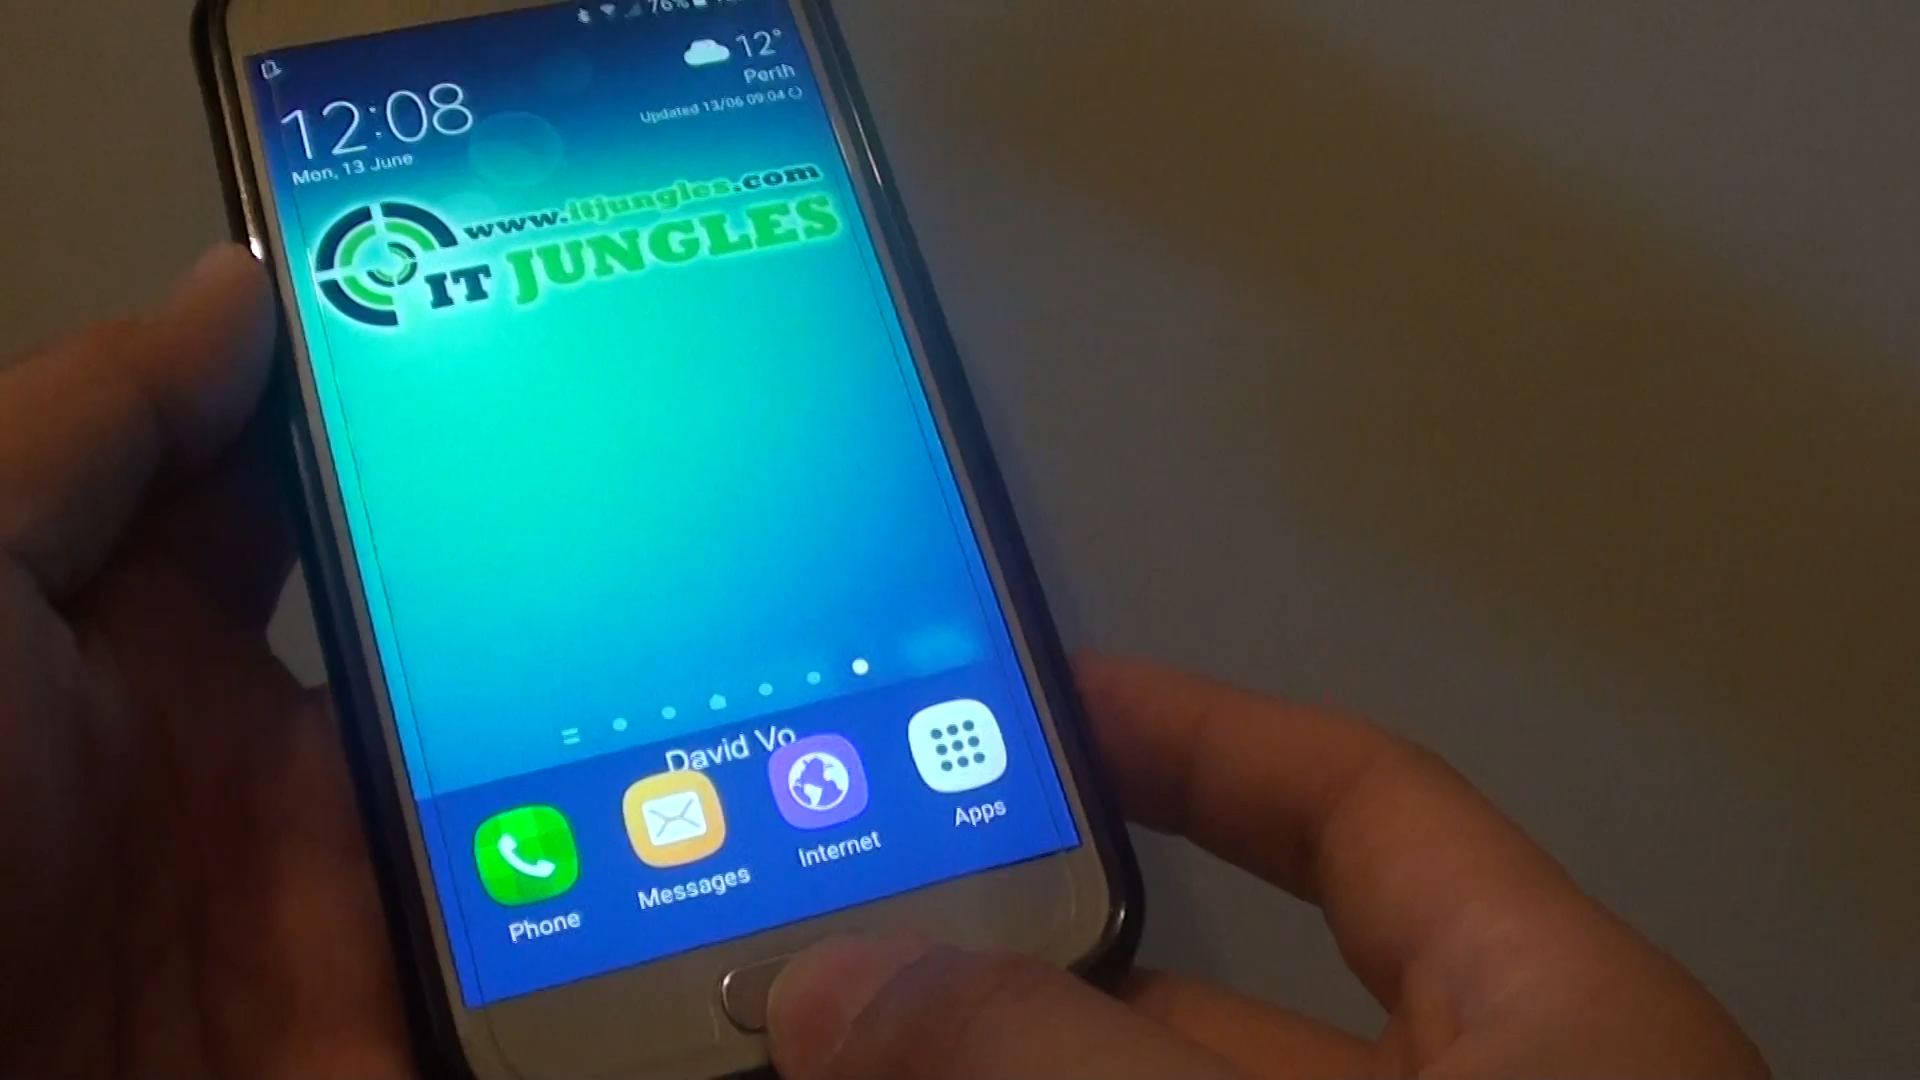 76%
12°
Perth
Updated 13/06 09:04
12:08
Mon, 13 June
www.itjungles.com
IT JUNGLES
David Vo
Phone
Messages
Internet
Apps